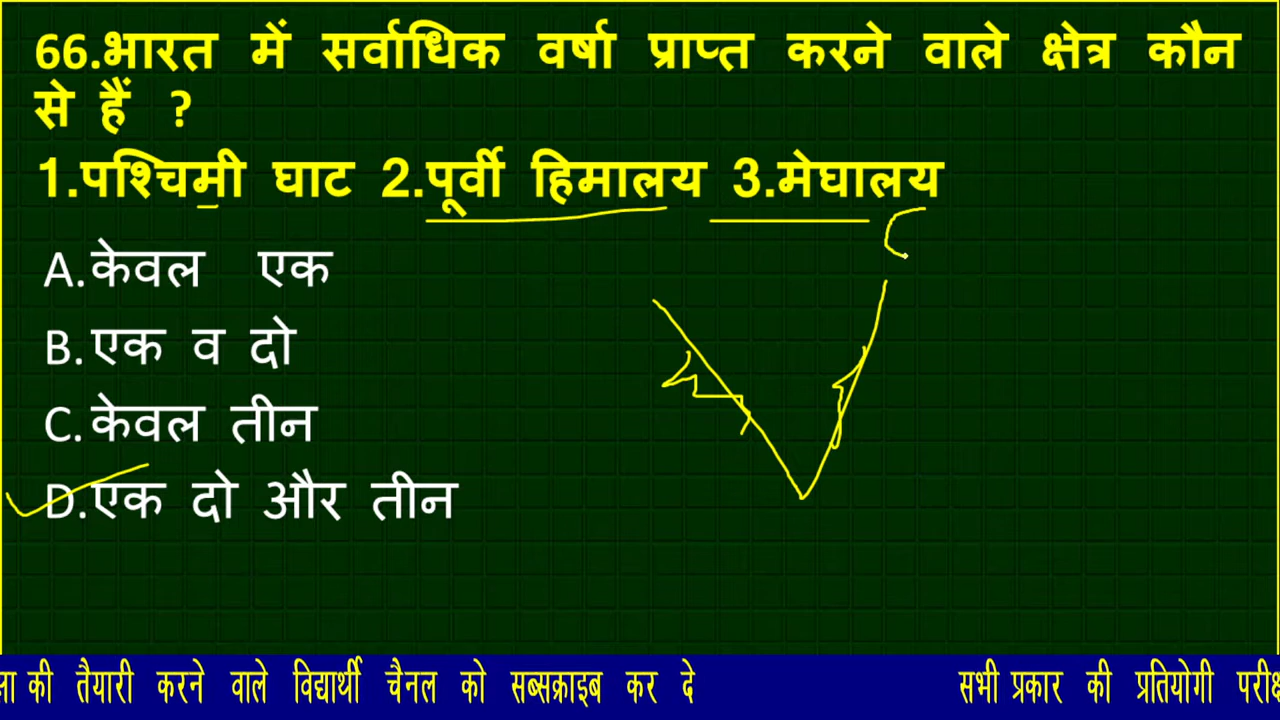 66.भारत में सर्वाधिक वर्षा प्राप्त करने वाले क्षेत्र कौन
से हैं ?
1.पश्चिमी घाट 2.पूर्वी हिमालय 3.मेघालय
A.केवल एक
B.एक व दो
C.केवल तीन
D.एक दो और तीन
की तैयारी करने वाले विद्यार्थी चैनल को सब्सक्राइब कर दे सभी प्रकार की प्रतियोगी